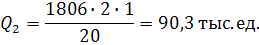 Q₂ = 1806 · 2 · 1 / 20 = 90,3 тыс. ед.